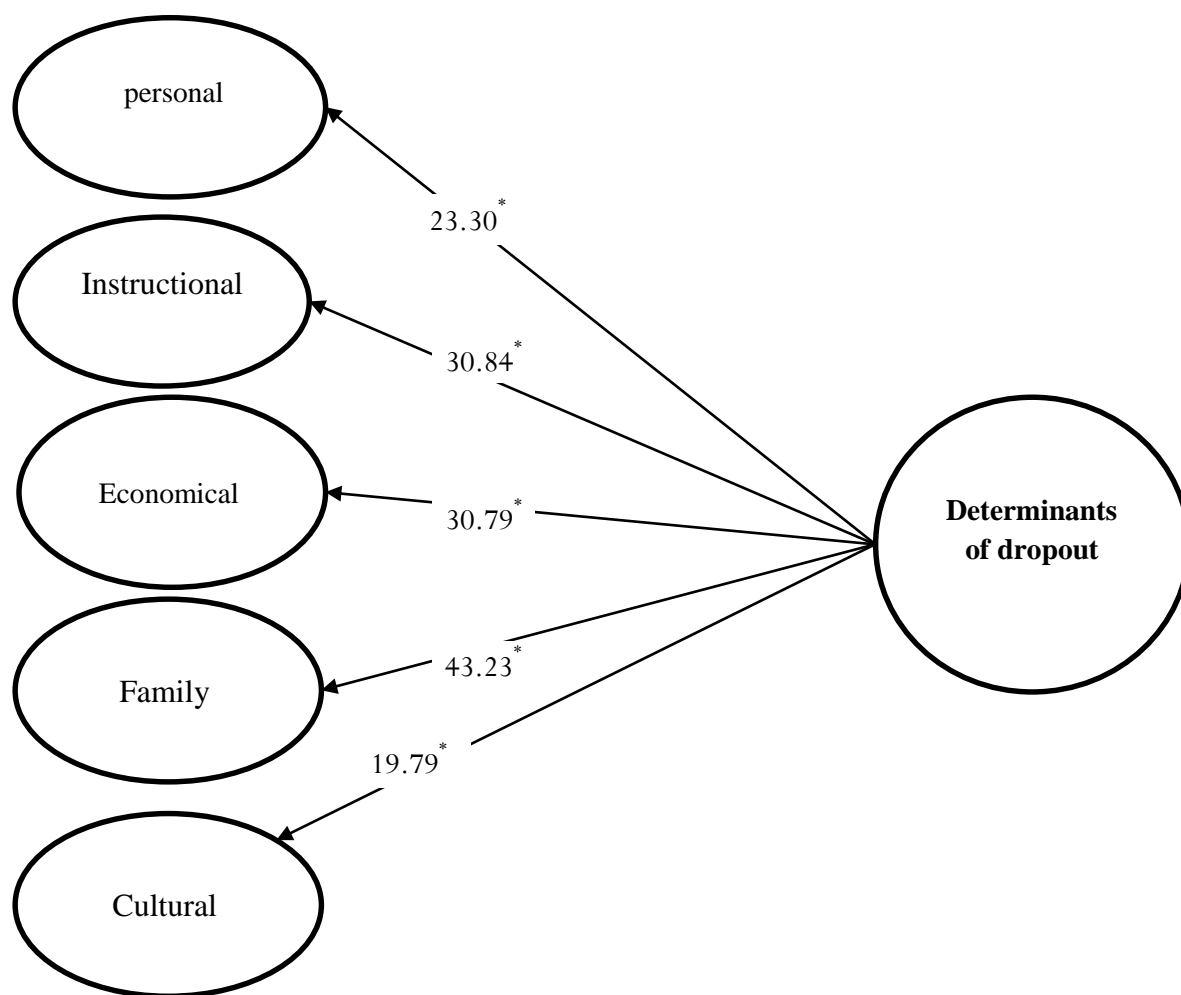 personal
23.30*
Instructional
30.84*
Economical
30.79*
Determinants
of dropout
Family
43.23*
19.79*
Cultural